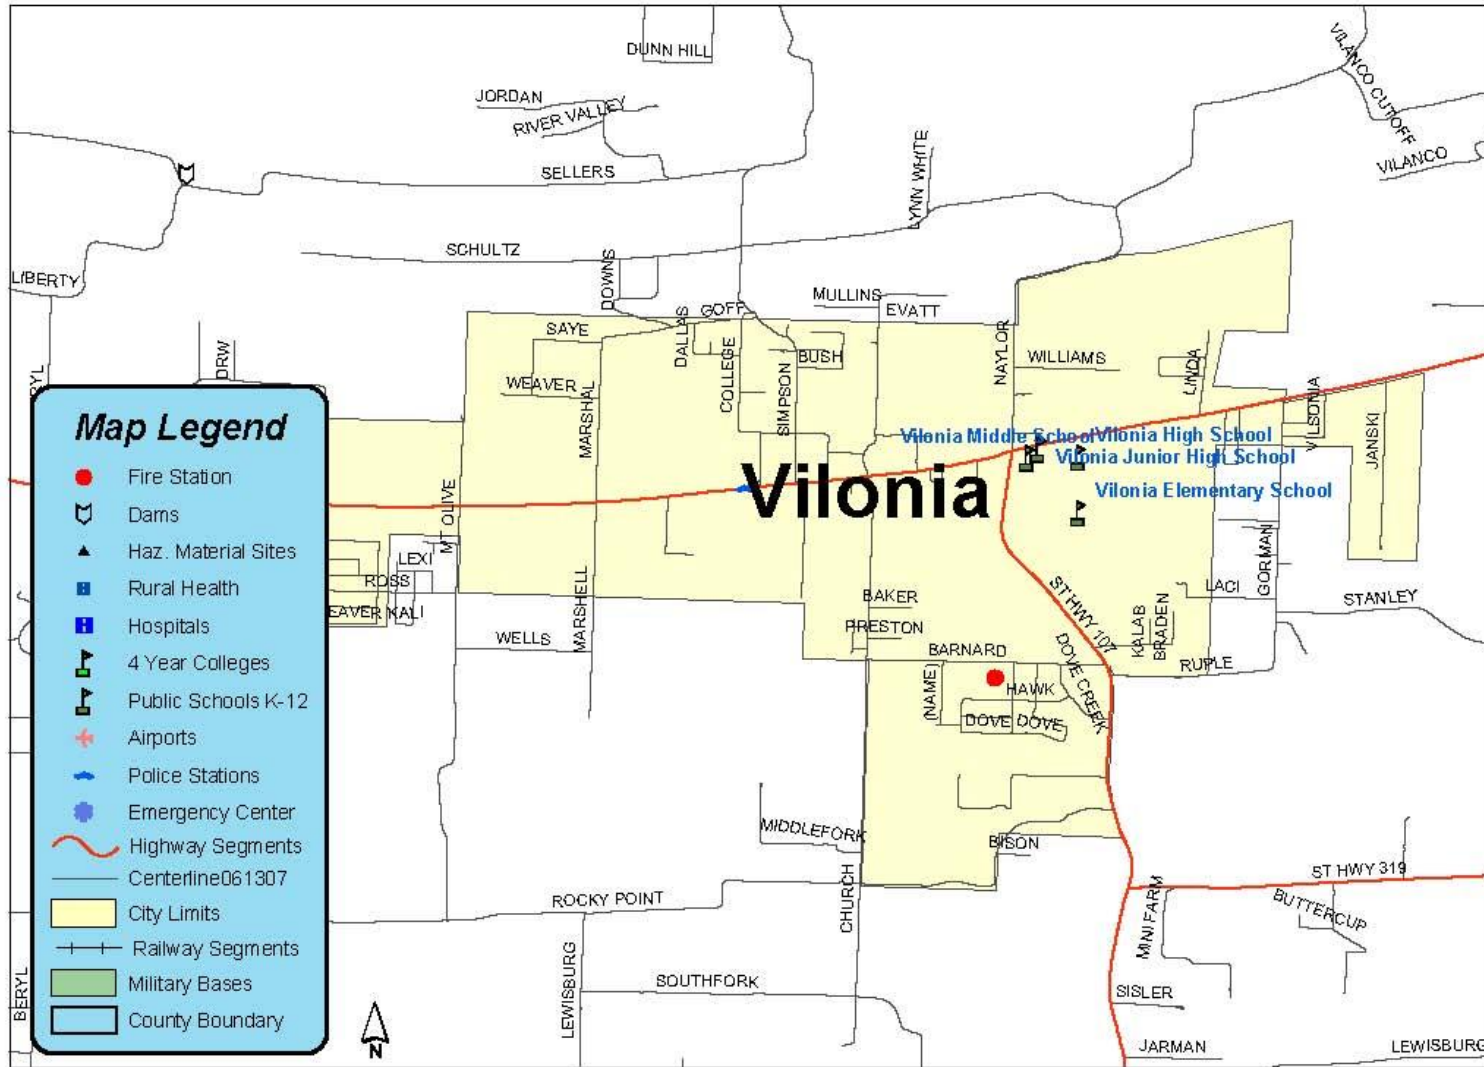 DUNN HILL
JORDAN
RIVER VALLEY
SELLERS
LYNN WHITE
VILANCO CUTOFF
VILANCO
SCHULTZ
LIBERTY
DOWNS
MULLINS
EVATT
GOFF
SAYE
DALLAS
COLLEGE
BUSH
NAYLOR
WILLIAMS
LINDA
DRW
WEAVER
MARSHAL
SIMPSON
VILSONIA
JANSKI
RYL
Vilonia Middle School
Vilonia High School
Vilonia Junior High School
Vilonia Elementary School
Vilonia
MT OLIVE
LEXI
ROSS
EAVER
KALI
MARSHELL
WELLS
BAKER
PRESTON
BARNARD
(NAME)
HAWK
DOVE
DOVE
DOVE CREEK
ST HWY 107
KALAB
BRADEN
LACI
GORMAN
STANLEY
RUPLE
MIDDLEFORK
BISON
CHURCH
ROCKY POINT
LEWISBURG
SOUTHFORK
MINI FARM
ST HWY 319
BUTTERCUP
SISLER
JARMAN
LEWISBURG
BERYL
N
Map Legend
Fire Station
Dams
Haz. Material Sites
Rural Health
Hospitals
4 Year Colleges
Public Schools K-12
Airports
Police Stations
Emergency Center
Highway Segments
Centerline061307
City Limits
Railway Segments
Military Bases
County Boundary